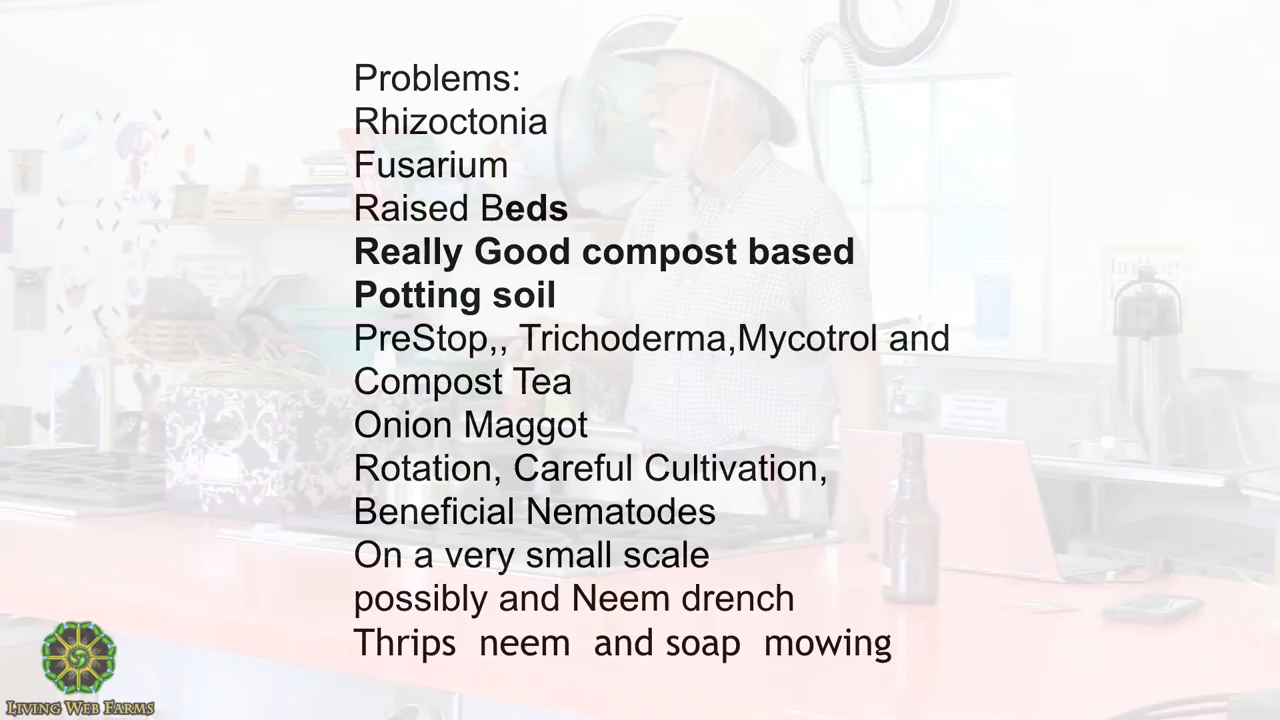 Problems:
Rhizoctonia
Fusarium
Raised Beds
Really Good compost based
Potting soil
PreStop,, Trichoderma,Mycotrol and
Compost Tea
Onion Maggot
Rotation, Careful Cultivation,
Beneficial Nematodes
On a very small scale
possibly and Neem drench
Thrips  neem  and soap  mowing
LIVING WEB FARMS